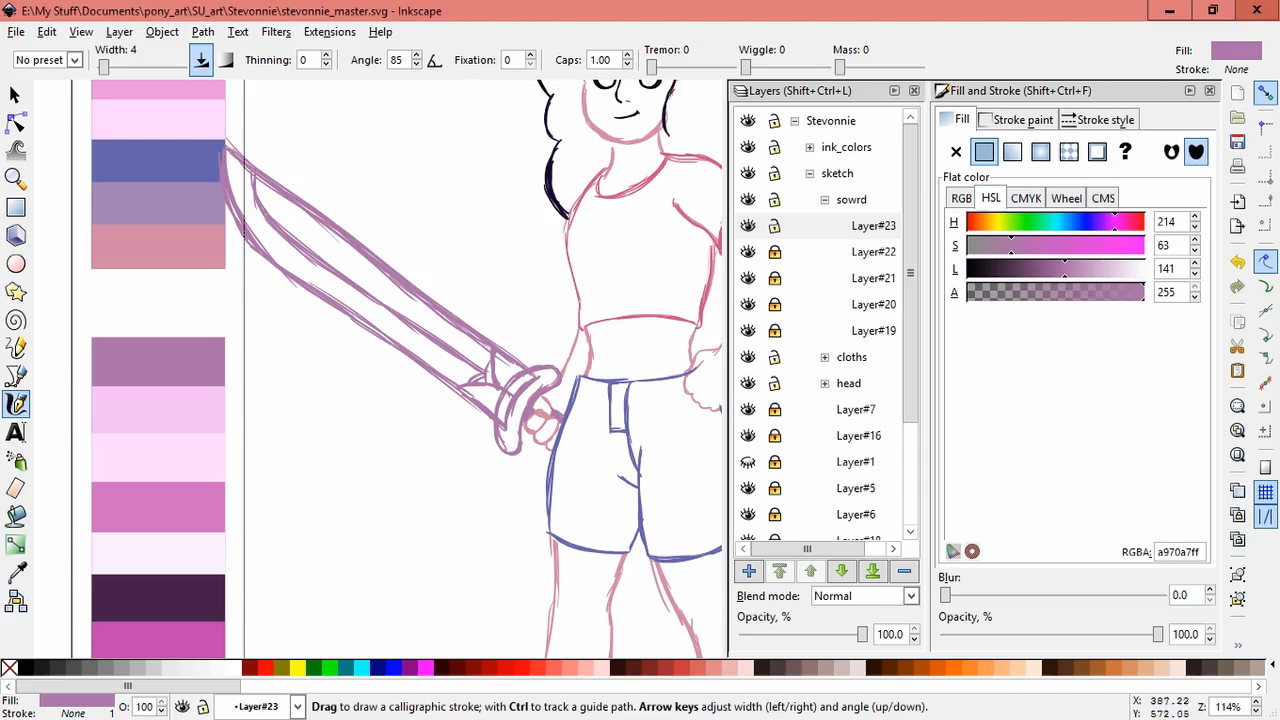 E:\My Stuff\Documents\pony_art\SU_art\Stevonnie\stevonnie_master.svg - Inkscape
File Edit View Layer Object Path Filters Text Extensions Help
No preset Width: 4 Thinning: 0 Angle: 85 Fixation: 0 Caps: 1.00 Tremor: 0 Wiggle: 0 Mass: 0 Fill:
Stroke: None
Layers (Shift+Ctrl+L)
Stevonnie
ink_colors
sketch
sowrd
Layer#23
Layer#22
Layer#21
Layer#20
Layer#19
cloths
head
Layer#7
Layer#16
Layer#1
Layer#5
Layer#6
Blend mode: Normal
Opacity, % 100.0
Fill and Stroke (Shift+Ctrl+F)
Fill Stroke paint Stroke style
?
Flat color
RGB HSL CMYK Wheel CMS
H 214
S 63
L 141
A 255
RGBA: a970a7ff
Blur:
0.0
Opacity, %
100.0
Fill:
Stroke: None 1 O: 100 •Layer#23 Drag to draw a calligraphic stroke; with Ctrl to track a guide path. Arrow keys adjust width (left/right) and angle (up/down). X: 387.22
Y: 572.05 Z: 114%